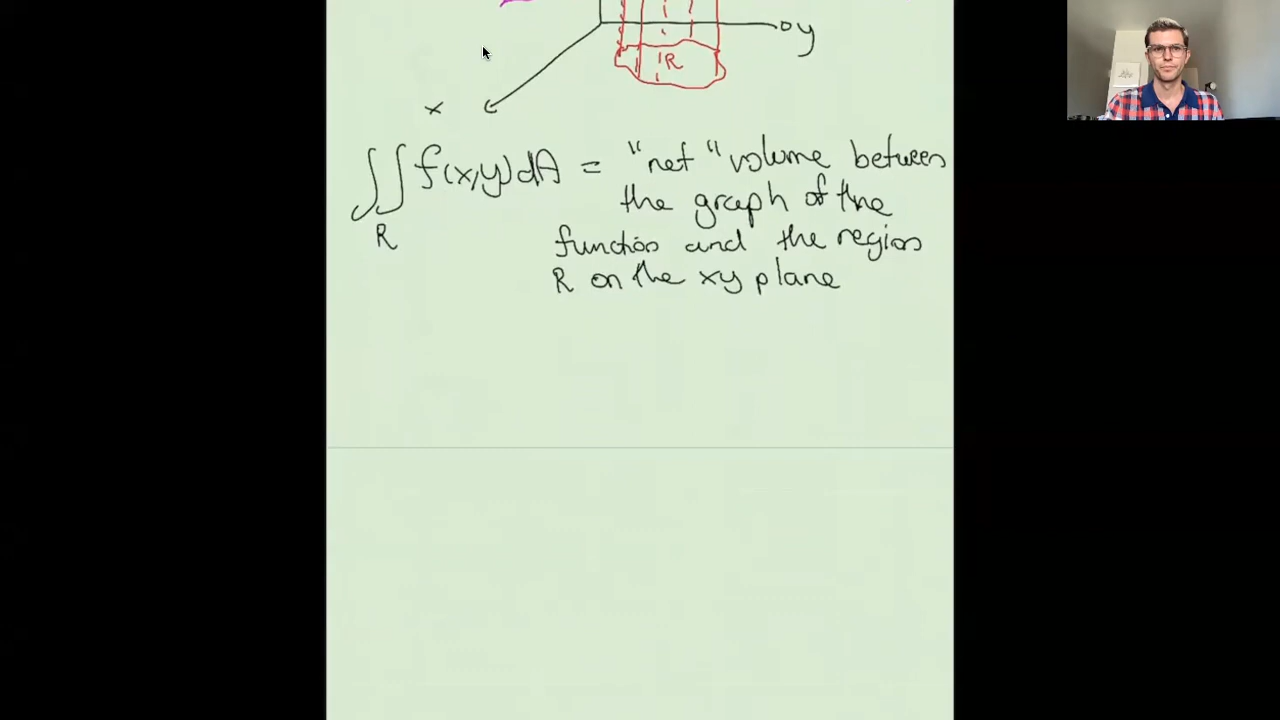 y
R
x
∬ f(x,y)dA = "net" volume between
R
the graph of the
function and the region
R on the xy plane